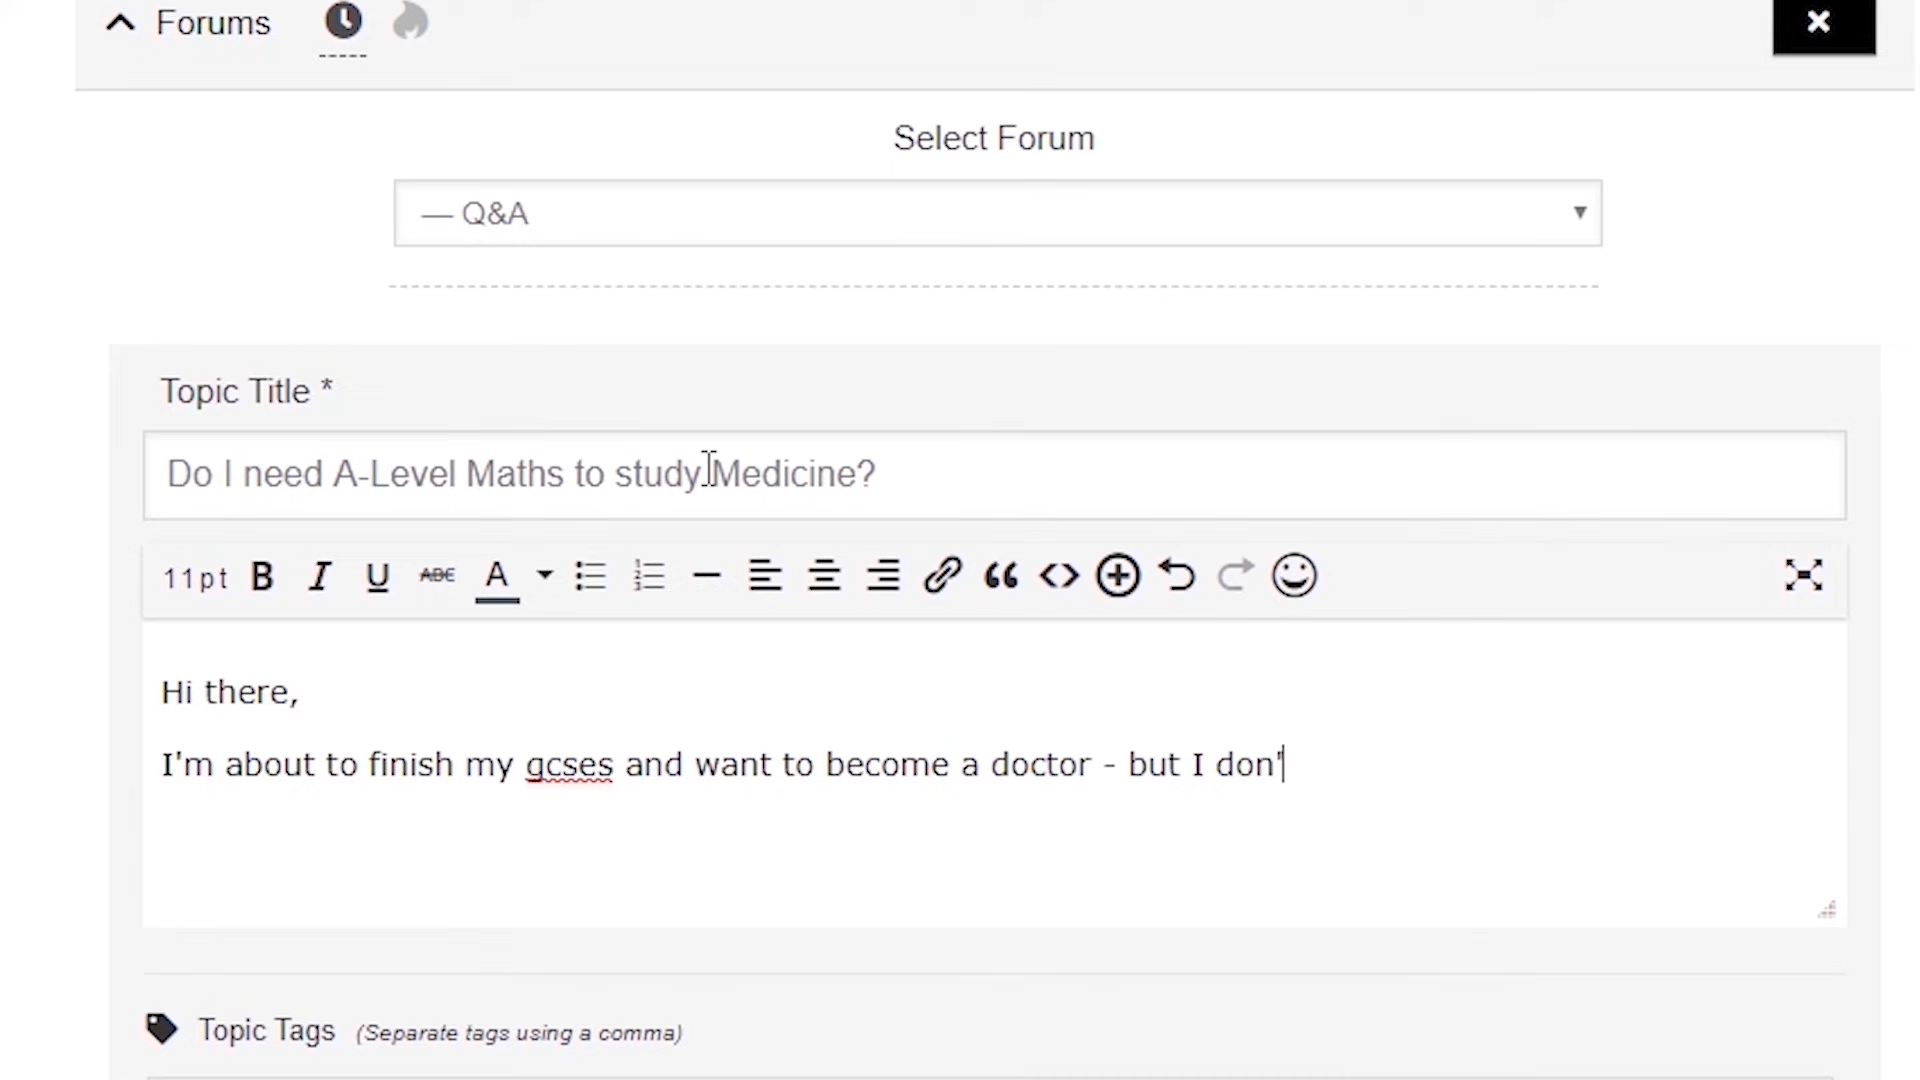 Forums
Select Forum
— Q&A
Topic Title *
Do I need A-Level Maths to study Medicine?
11pt B I U ABC A
Hi there,
I'm about to finish my gcses and want to become a doctor - but I don'
Topic Tags (Separate tags using a comma)